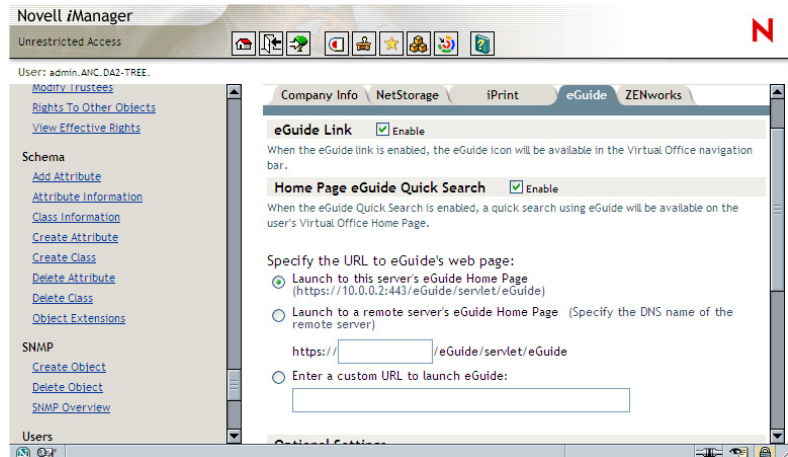 Novell iManager
Unrestricted Access
N
User: admin.ANC.DA2-TREE.
Modify Trustees
Rights To Other Objects
View Effective Rights
Schema
Add Attribute
Attribute Information
Class Information
Create Attribute
Create Class
Delete Attribute
Delete Class
Object Extensions
SNMP
Create Object
Delete Object
SNMP Overview
Users
Company Info NetStorage iPrint eGuide ZENworks
eGuide Link Enable
When the eGuide link is enabled, the eGuide icon will be available in the Virtual Office navigation
bar.
Home Page eGuide Quick Search Enable
When the eGuide Quick Search is enabled, a quick search using eGuide will be available on the
user's Virtual Office Home Page.
Specify the URL to eGuide's web page:
Launch to this server's eGuide Home Page
(https://10.0.0.2:443/eGuide/servlet/eGuide)
Launch to a remote server's eGuide Home Page (Specify the DNS name of the
remote server)
https:// /eGuide/servlet/eGuide
Enter a custom URL to launch eGuide:
Optional Settings